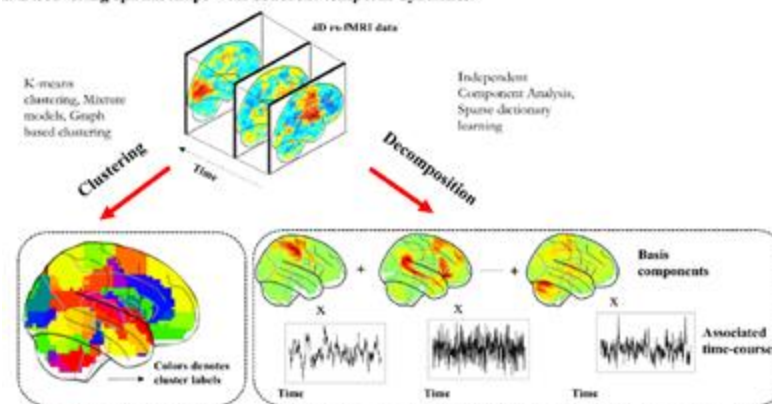 4D rs-fMRI data
K-means
clustering, Mixture
models, Graph
based clustering
Independent
Component Analysis,
Sparse dictionary
learning
Time
Clustering
Decomposition
+
+
Basis
components
X
X
X
Associated
time-course
Colors denotes
cluster labels
Time
Time
Time